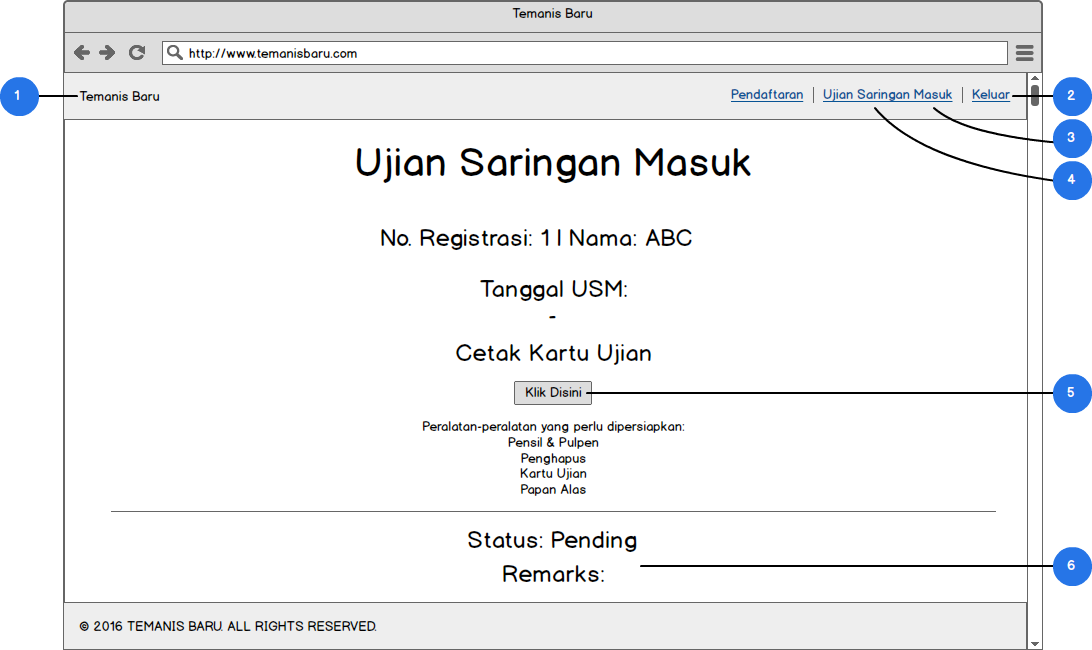 Temanis Baru
http://www.temanisbaru.com
1
Temanis Baru
Pendaftaran | Ujian Saringan Masuk | Keluar
2
3
4
Ujian Saringan Masuk
No. Registrasi: 1 | Nama: ABC
Tanggal USM:
-
Cetak Kartu Ujian
Klik Disini
5
Peralatan-peralatan yang perlu dipersiapkan:
Pensil & Pulpen
Penghapus
Kartu Ujian
Papan Alas
Status: Pending
Remarks:
6
© 2016 TEMANIS BARU. ALL RIGHTS RESERVED.